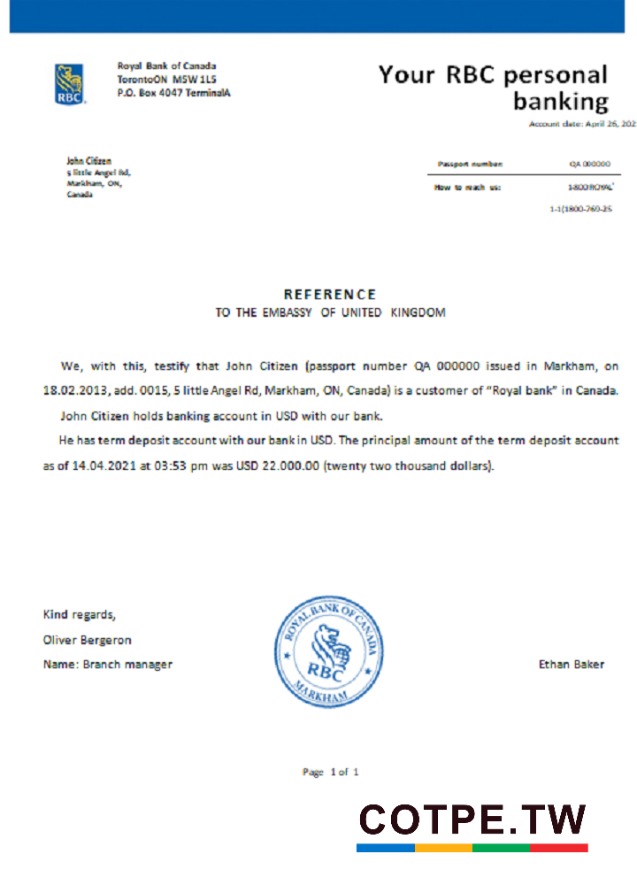 RBC
Royal Bank of Canada
TorontoON M5W 1L5
P.O. Box 4047 TerminalA
Your RBC personal
banking
Account date: April 26, 202
John Citizen
5 little Angel Rd,
Markham, ON,
Canada
Passport number: QA 000000
How to reach us: 1-800 ROYAL
1-1(1800-769-25
REFERENCE
TO THE EMBASSY OF UNITED KINGDOM
We, with this, testify that John Citizen (passport number QA 000000 issued in Markham, on
18.02.2013, add. 0015, 5 little Angel Rd, Markham, ON, Canada) is a customer of “Royal bank” in Canada.
John Citizen holds banking account in USD with our bank.
He has term deposit account with our bank in USD. The principal amount of the term deposit account
as of 14.04.2021 at 03:53 pm was USD 22.000.00 (twenty two thousand dollars).
Kind regards,
Oliver Bergeron
Name: Branch manager
ROYAL BANK OF CANADA
RBC
MARKHAM
Ethan Baker
Page 1 of 1
COTPE.TW